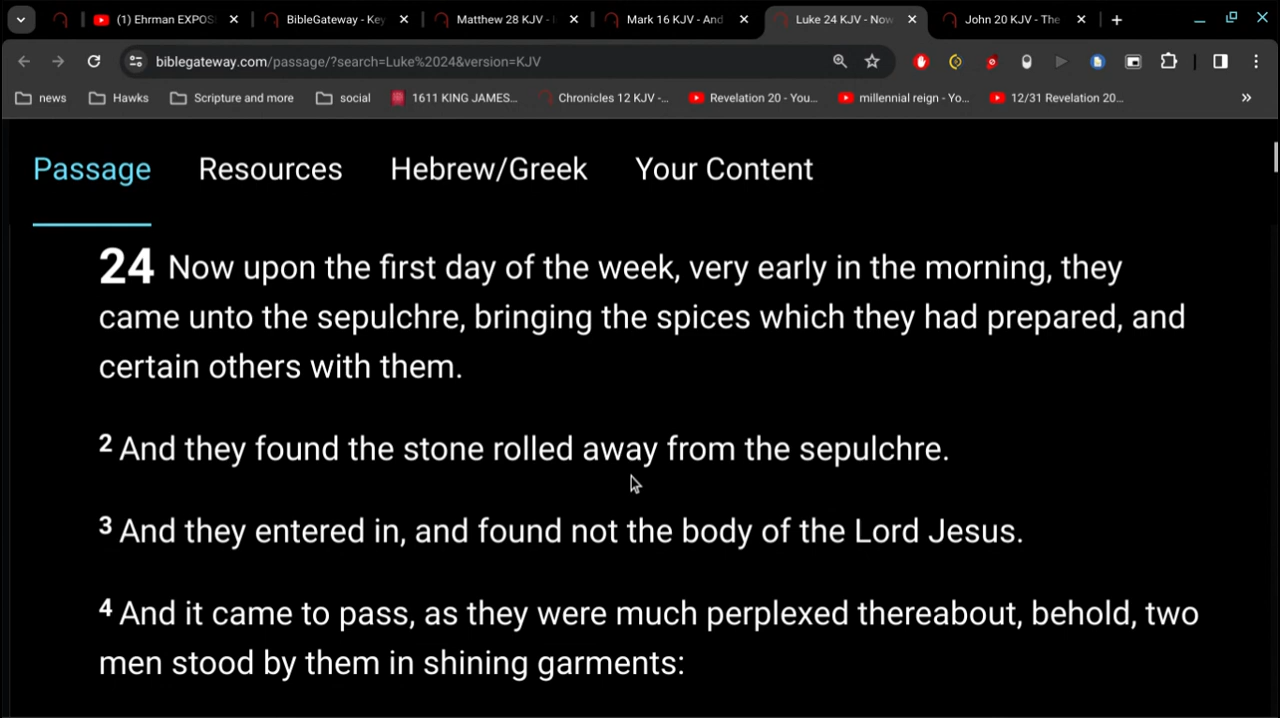 (1) Ehrman EXPOS
BibleGateway - Key
Matthew 28 KJV -
Mark 16 KJV - And
Luke 24 KJV - Now
John 20 KJV - The
biblegateway.com/passage/?search=Luke%2024&version=KJV
news
Hawks
Scripture and more
social
1611 KING JAMES...
Chronicles 12 KJV -...
Revelation 20 - You...
millennial reign - Yo...
12/31 Revelation 20...
Passage
Resources
Hebrew/Greek
Your Content
24 Now upon the first day of the week, very early in the morning, they
came unto the sepulchre, bringing the spices which they had prepared, and
certain others with them.
2 And they found the stone rolled away from the sepulchre.
3 And they entered in, and found not the body of the Lord Jesus.
4 And it came to pass, as they were much perplexed thereabout, behold, two
men stood by them in shining garments: